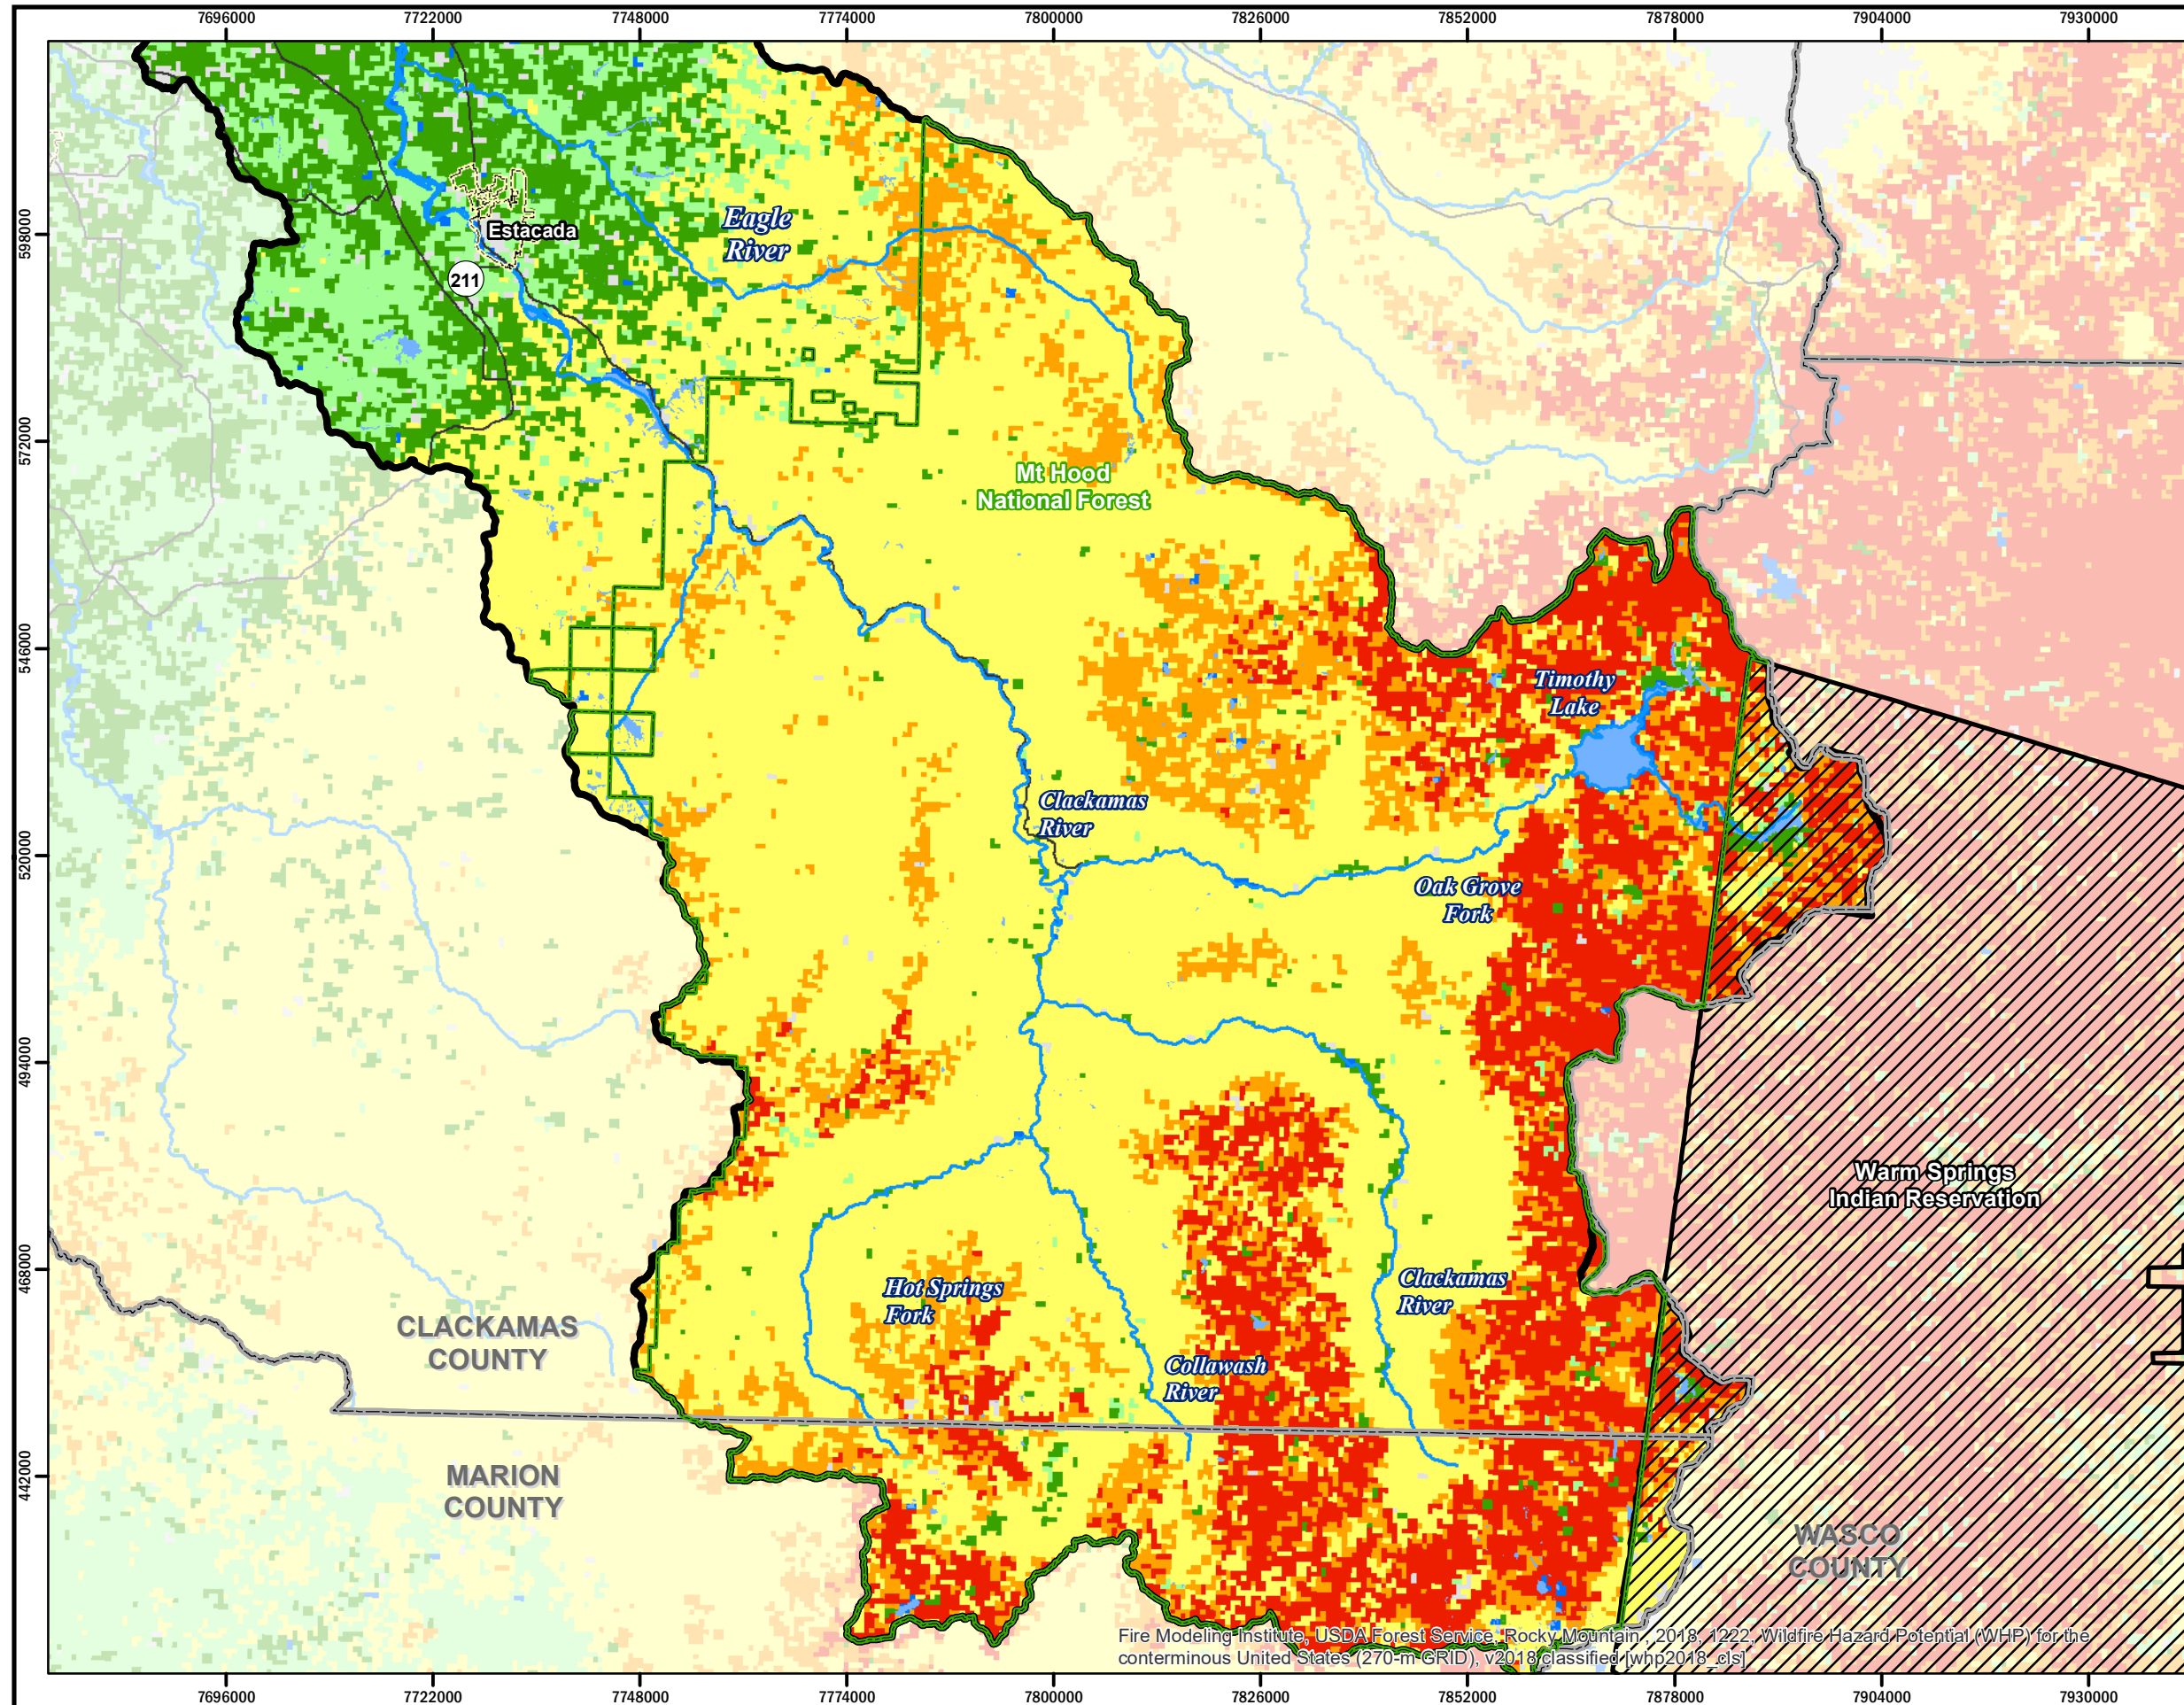 7696000 7722000 7748000 7774000 7800000 7826000 7852000 7878000 7904000 7930000
598000
572000
546000
520000
494000
468000
442000
Eagle
River
Estacada
211
Mt Hood
National Forest
Timothy
Lake
Clackamas
River
Oak Grove
Fork
Warm Springs
Indian Reservation
Hot Springs
Fork
Clackamas
River
CLACKAMAS
COUNTY
Collawash
River
MARION
COUNTY
WASCO
COUNTY
Fire Modeling Institute, USDA Forest Service, Rocky Mountain , 2018, 1222, Wildfire Hazard Potential (WHP) for the
conterminous United States (270-m GRID), v2018 classified [whp2018_cls]
7696000 7722000 7748000 7774000 7800000 7826000 7852000 7878000 7904000 7930000